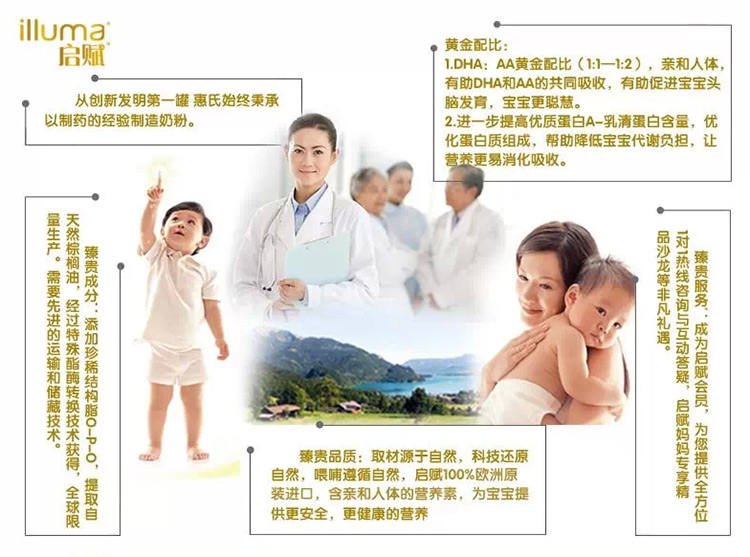 illuma
启赋
从创新发明第一罐 惠氏始终秉承
以制药的经验制造奶粉。
黄金配比：
1.DHA：AA黄金配比（1:1—1:2），亲和人体，
有助DHA和AA的共同吸收，有助促进宝宝头
脑发育，宝宝更聪慧。
2.进一步提高优质蛋白A-乳清蛋白含量，优
化蛋白质组成，帮助降低宝宝代谢负担，让
营养更易消化吸收。
臻贵成分：添加珍稀结构脂O-P-O，提取自
天然棕榈油，经过特殊酯酶转换技术获得，全球限
量生产。需要先进的运输和储藏技术。
臻贵服务：成为启赋会员，为您提供全方位
1对1热线咨询与互动答疑，启赋妈妈专享精
品沙龙等非凡礼遇。
臻贵品质：取材源于自然，科技还原
自然，喂哺遵循自然，启赋100%欧洲原
装进口，含亲和人体的营养素，为宝宝提
供更安全，更健康的营养